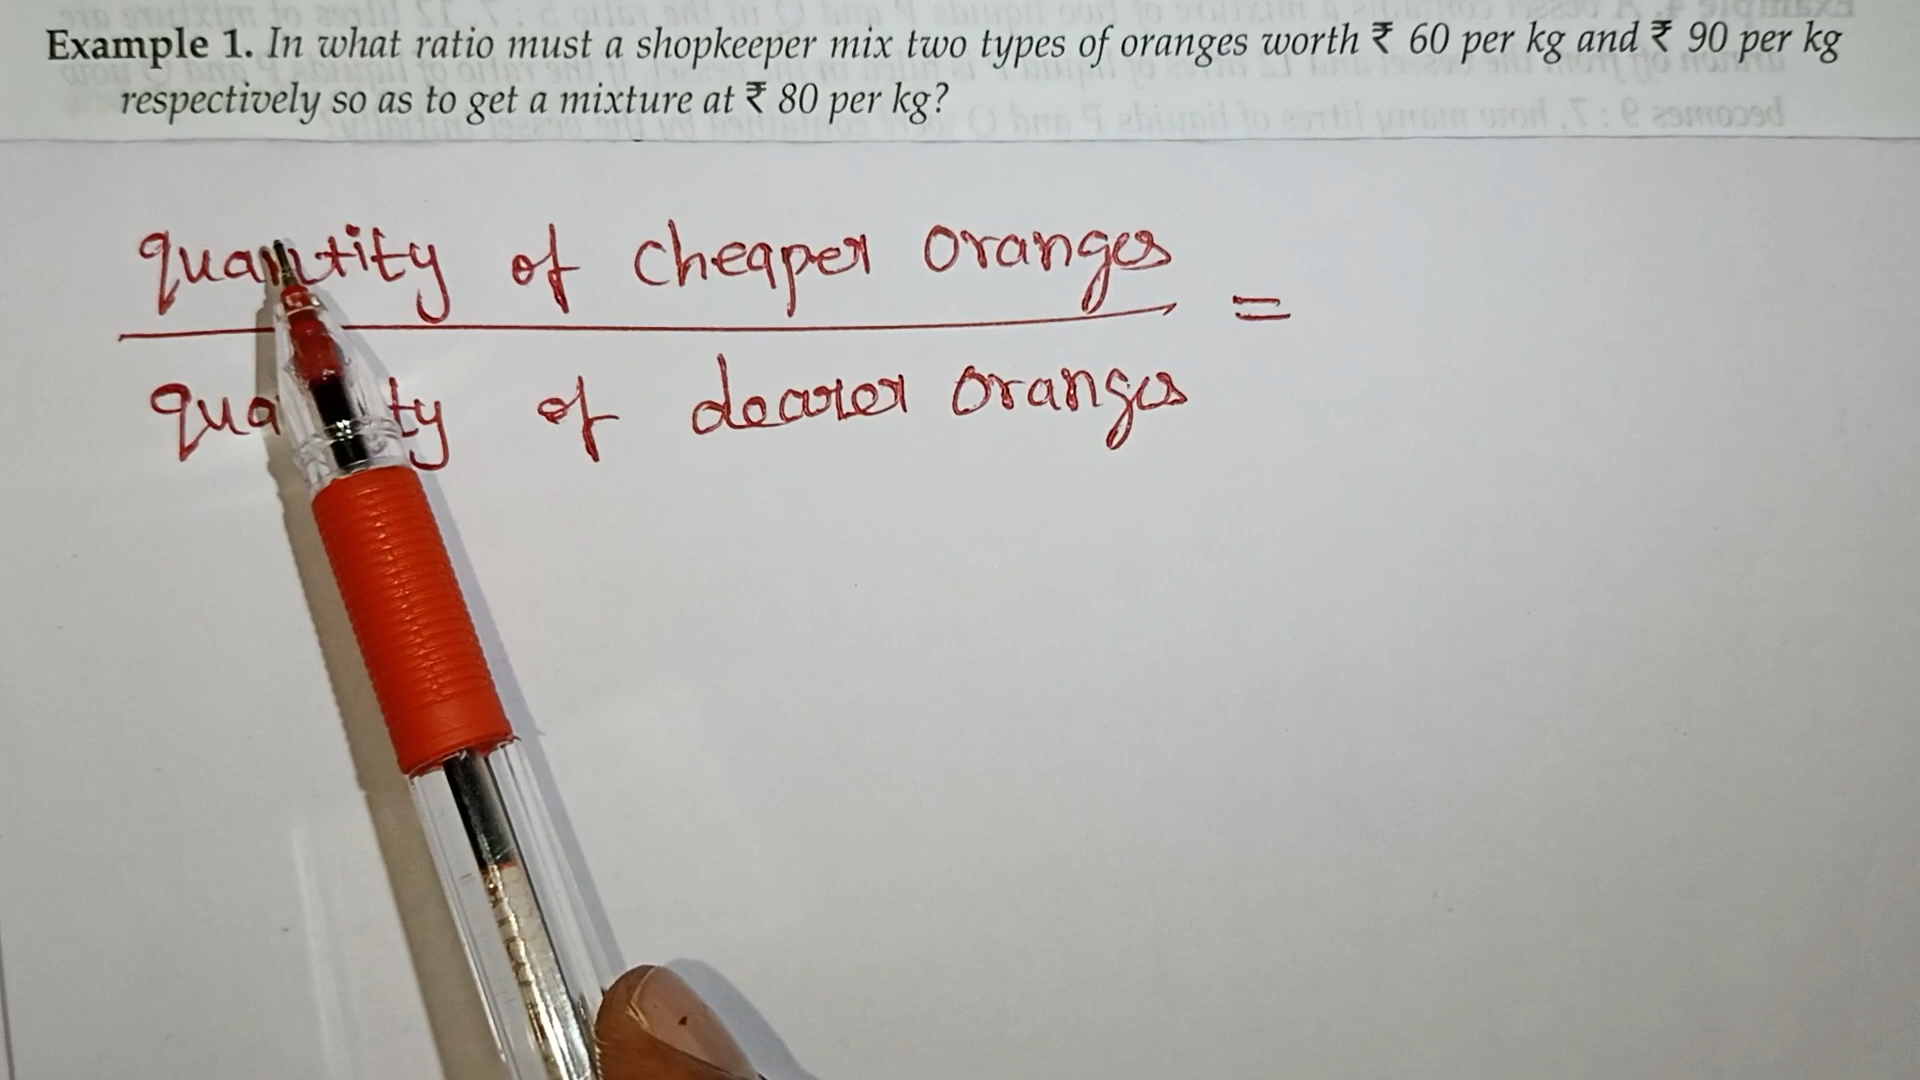 Example 1. In what ratio must a shopkeeper mix two types of oranges worth ₹ 60 per kg and ₹ 90 per kg
respectively so as to get a mixture at ₹ 80 per kg?
quantity of cheaper oranges =
of dearer oranges